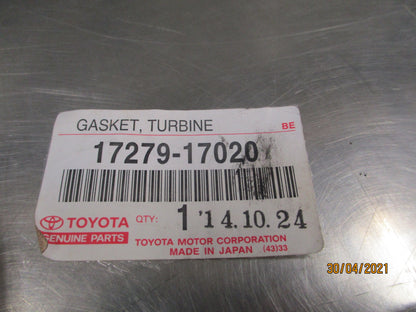 GASKET, TURBINE BE
17279-17020
TOYOTA QTY: 1 '14.10.24
GENUINE PARTS TOYOTA MOTOR CORPORATION
MADE IN JAPAN (43)33
30/04/2021